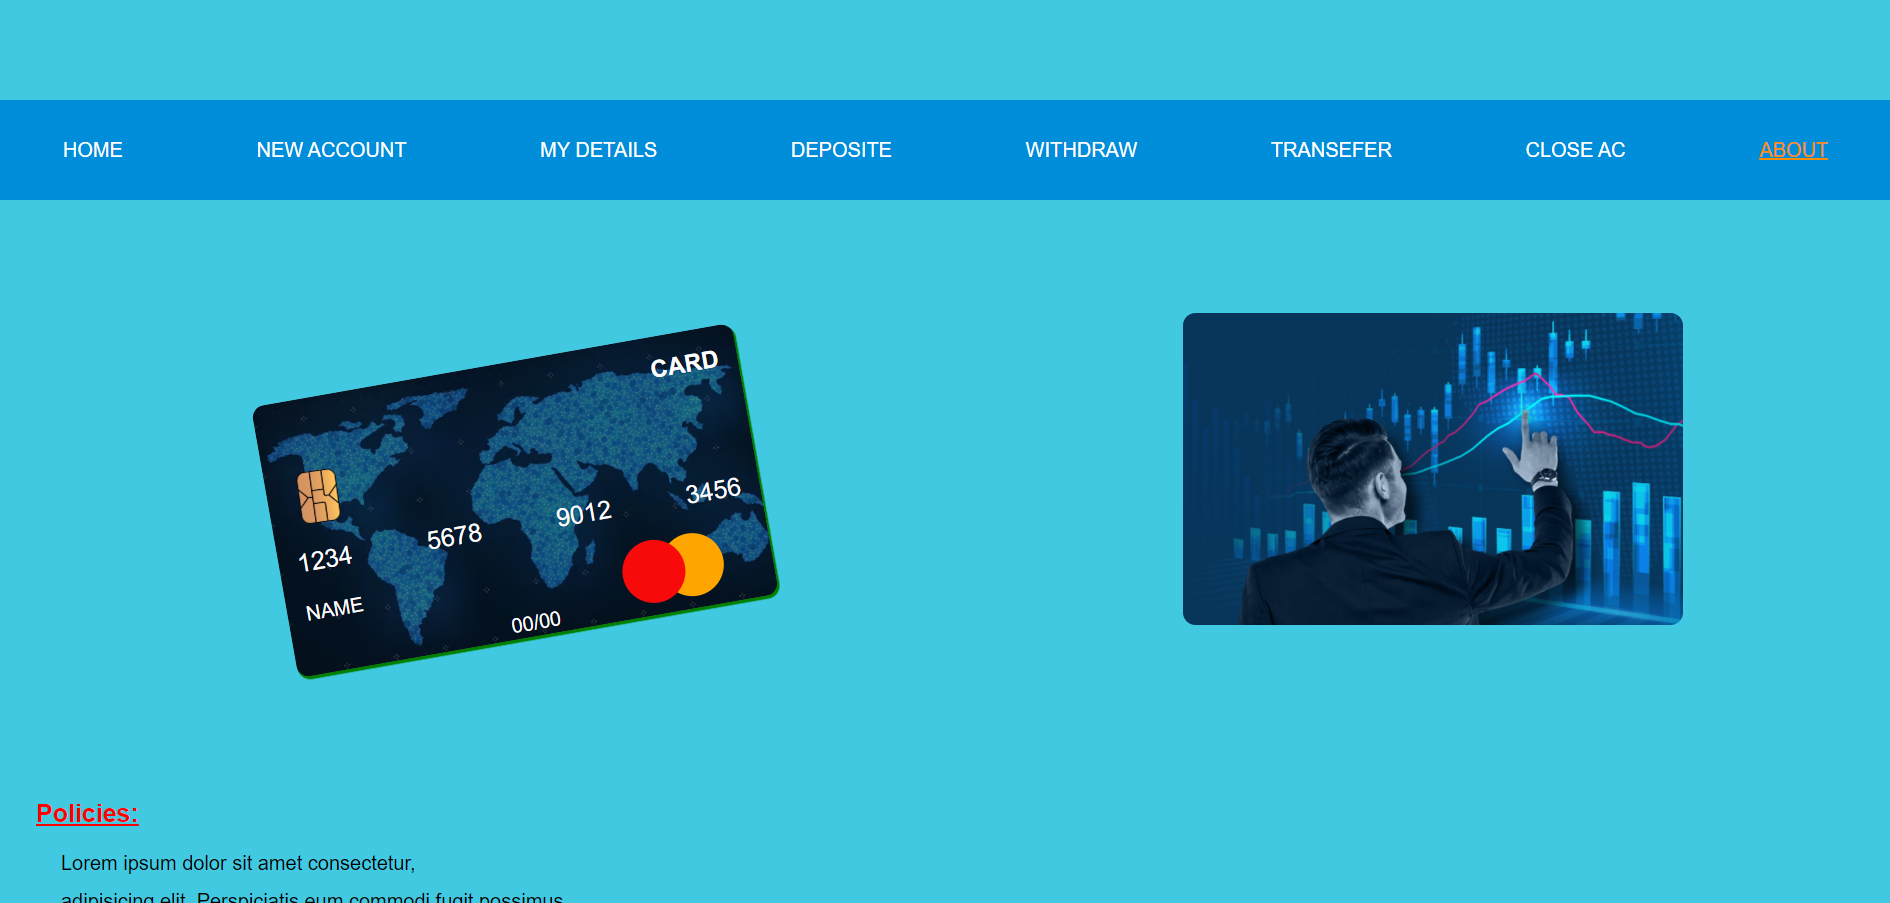 HOME NEW ACCOUNT MY DETAILS DEPOSITE WITHDRAW TRANSEFER CLOSE AC ABOUT
CARD
1234 5678 9012 3456
NAME 00/00
Policies:
Lorem ipsum dolor sit amet consectetur,
adipisicing elit. Perspiciatis eum commodi fugit possimus